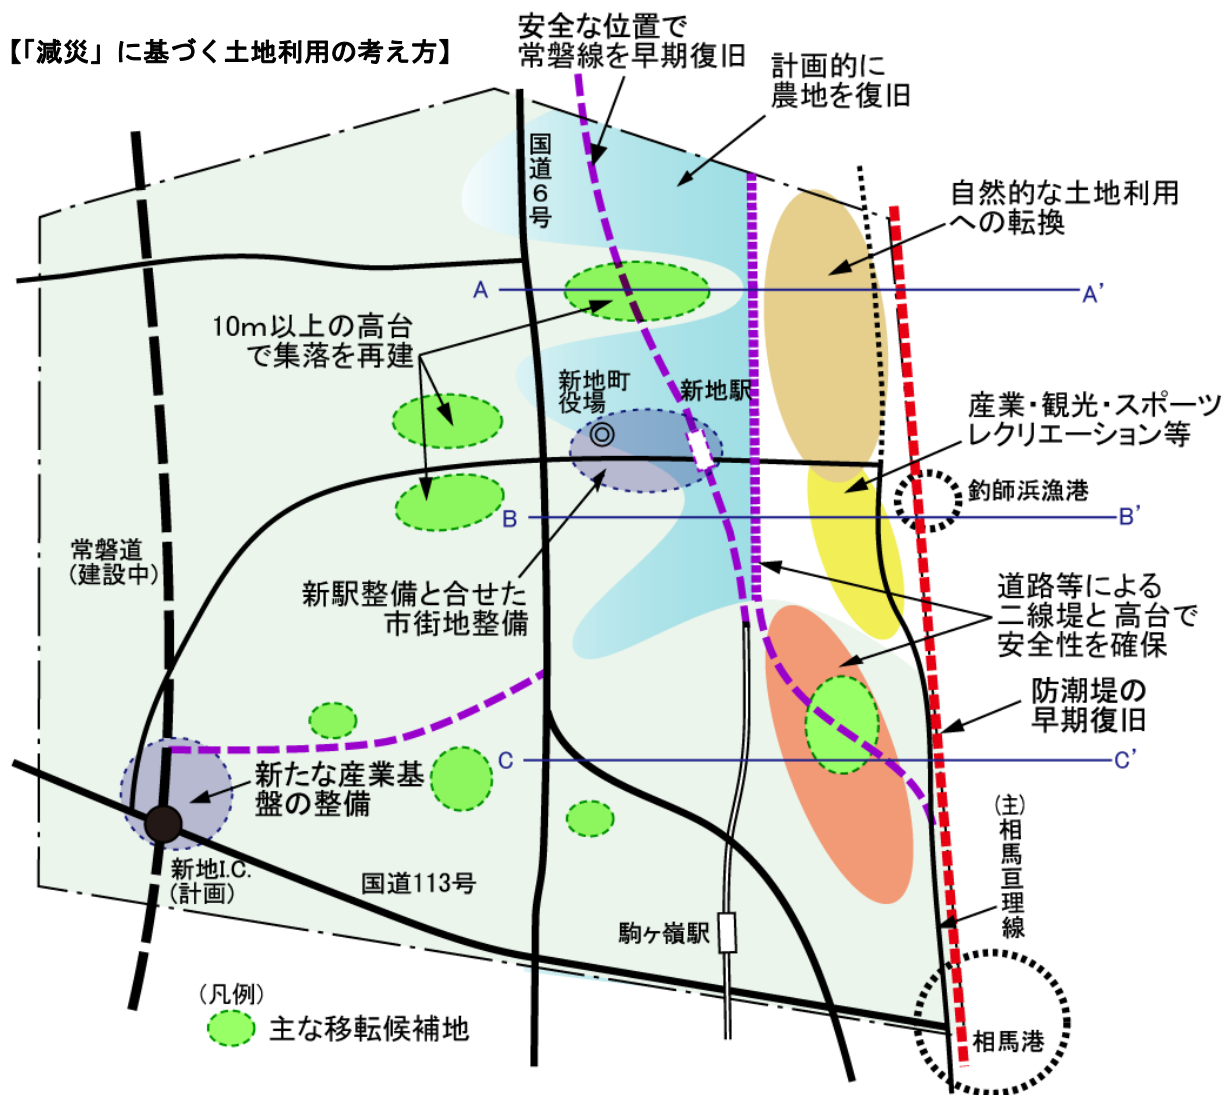 【「減災」に基づく土地利用の考え方】
安全な位置で
常磐線を早期復旧
計画的に
農地を復旧
国道6号
自然的な土地利用
への転換
A
A'
10m以上の高台
で集落を再建
新地町
役場
新地駅
産業・観光・スポーツ
レクリエーション等
釣師浜漁港
B
B'
常磐道
(建設中)
新駅整備と合せた
市街地整備
道路等による
二線堤と高台で
安全性を確保
防潮堤の
早期復旧
C
C'
新たな産業基
盤の整備
(主)相馬亘理線
新地I.C.
(計画)
国道113号
駒ヶ嶺駅
(凡例)
主な移転候補地
相馬港